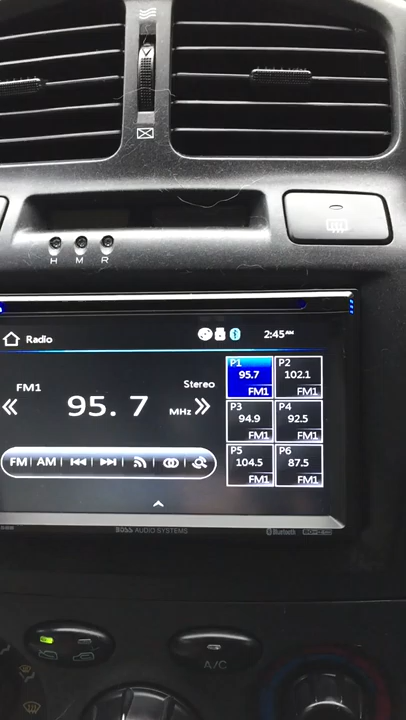 H M R
Radio
2:45 AM
FM1
Stereo
95.7
MHz
P1
95.7
FM1
P2
102.1
FM1
P3
94.9
FM1
P4
92.5
FM1
P5
104.5
FM1
P6
87.5
FM1
FM AM
BOSS AUDIO SYSTEMS
Bluetooth
A/C